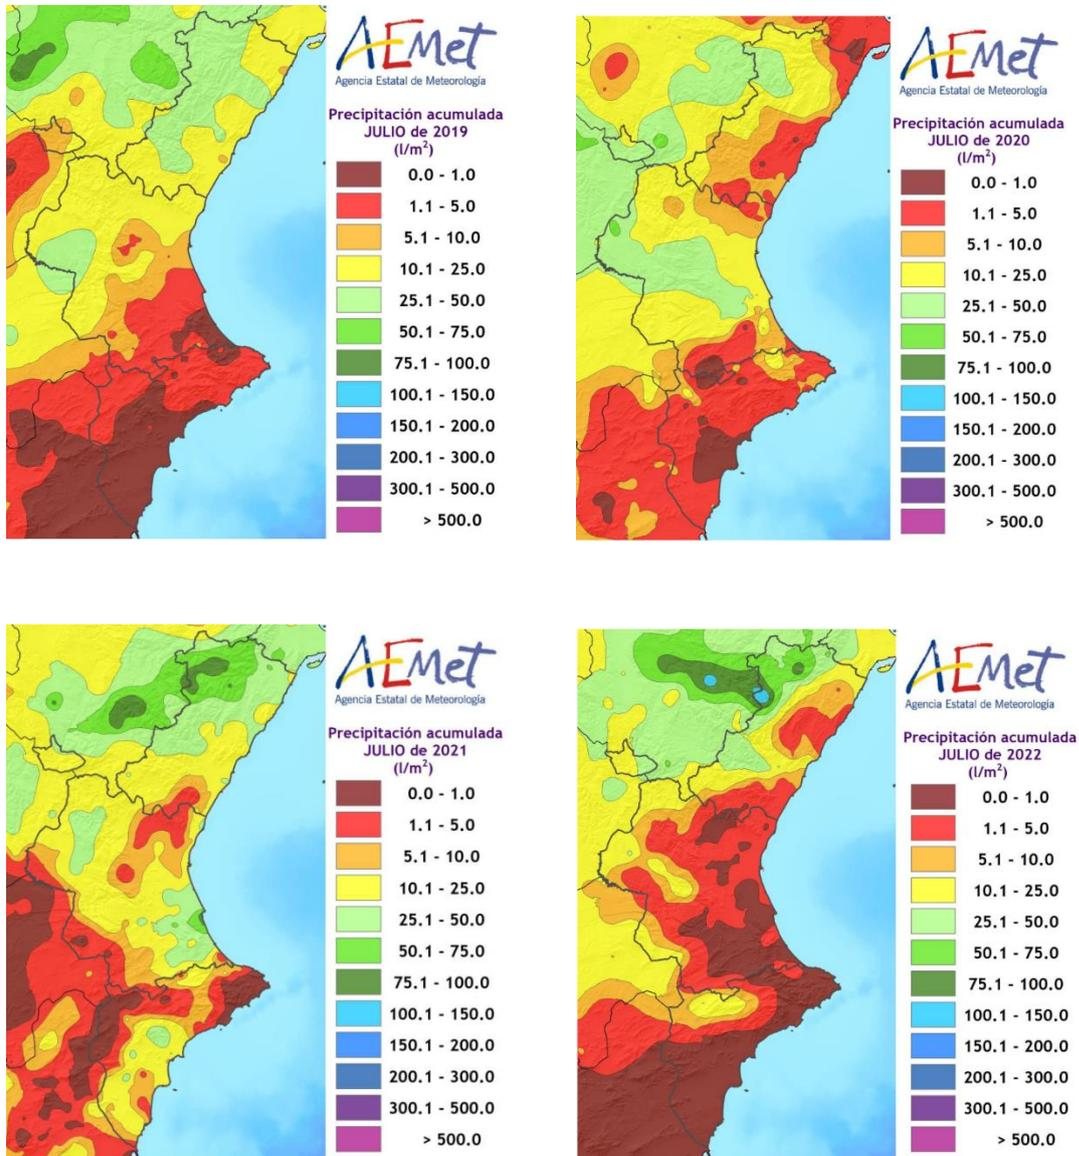 AEMet
Agencia Estatal de Meteorología
Precipitación acumulada
JULIO de 2019
(l/m²)
0.0 - 1.0
1.1 - 5.0
5.1 - 10.0
10.1 - 25.0
25.1 - 50.0
50.1 - 75.0
75.1 - 100.0
100.1 - 150.0
150.1 - 200.0
200.1 - 300.0
300.1 - 500.0
> 500.0
AEMet
Agencia Estatal de Meteorología
Precipitación acumulada
JULIO de 2020
(l/m²)
0.0 - 1.0
1.1 - 5.0
5.1 - 10.0
10.1 - 25.0
25.1 - 50.0
50.1 - 75.0
75.1 - 100.0
100.1 - 150.0
150.1 - 200.0
200.1 - 300.0
300.1 - 500.0
> 500.0
AEMet
Agencia Estatal de Meteorología
Precipitación acumulada
JULIO de 2021
(l/m²)
0.0 - 1.0
1.1 - 5.0
5.1 - 10.0
10.1 - 25.0
25.1 - 50.0
50.1 - 75.0
75.1 - 100.0
100.1 - 150.0
150.1 - 200.0
200.1 - 300.0
300.1 - 500.0
> 500.0
AEMet
Agencia Estatal de Meteorología
Precipitación acumulada
JULIO de 2022
(l/m²)
0.0 - 1.0
1.1 - 5.0
5.1 - 10.0
10.1 - 25.0
25.1 - 50.0
50.1 - 75.0
75.1 - 100.0
100.1 - 150.0
150.1 - 200.0
200.1 - 300.0
300.1 - 500.0
> 500.0